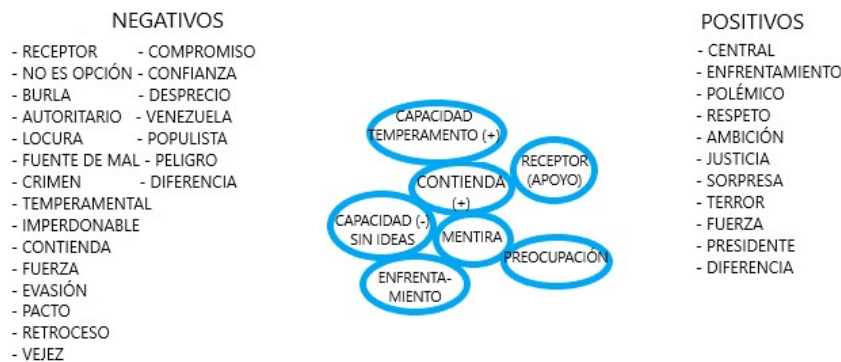 NEGATIVOS
- RECEPTOR - COMPROMISO
- NO ES OPCIÓN - CONFIANZA
- BURLA - DESPRECIO
- AUTORITARIO - VENEZUELA
- LOCURA - POPULISTA
- FUENTE DE MAL - PELIGRO
- CRIMEN - DIFERENCIA
- TEMPERAMENTAL
- IMPERDONABLE
- CONTIENDA
- FUERZA
- EVASIÓN
- PACTO
- RETROCESO
- VEJEZ
CAPACIDAD
TEMPERAMENTO (+)
RECEPTOR
(APOYO)
CONTIENDA
(+)
CAPACIDAD (-)
SIN IDEAS
MENTIRA
PREOCUPACIÓN
ENFRENTA-
MIENTO
POSITIVOS
- CENTRAL
- ENFRENTAMIENTO
- POLÉMICO
- RESPETO
- AMBICIÓN
- JUSTICIA
- SORPRESA
- TERROR
- FUERZA
- PRESIDENTE
- DIFERENCIA